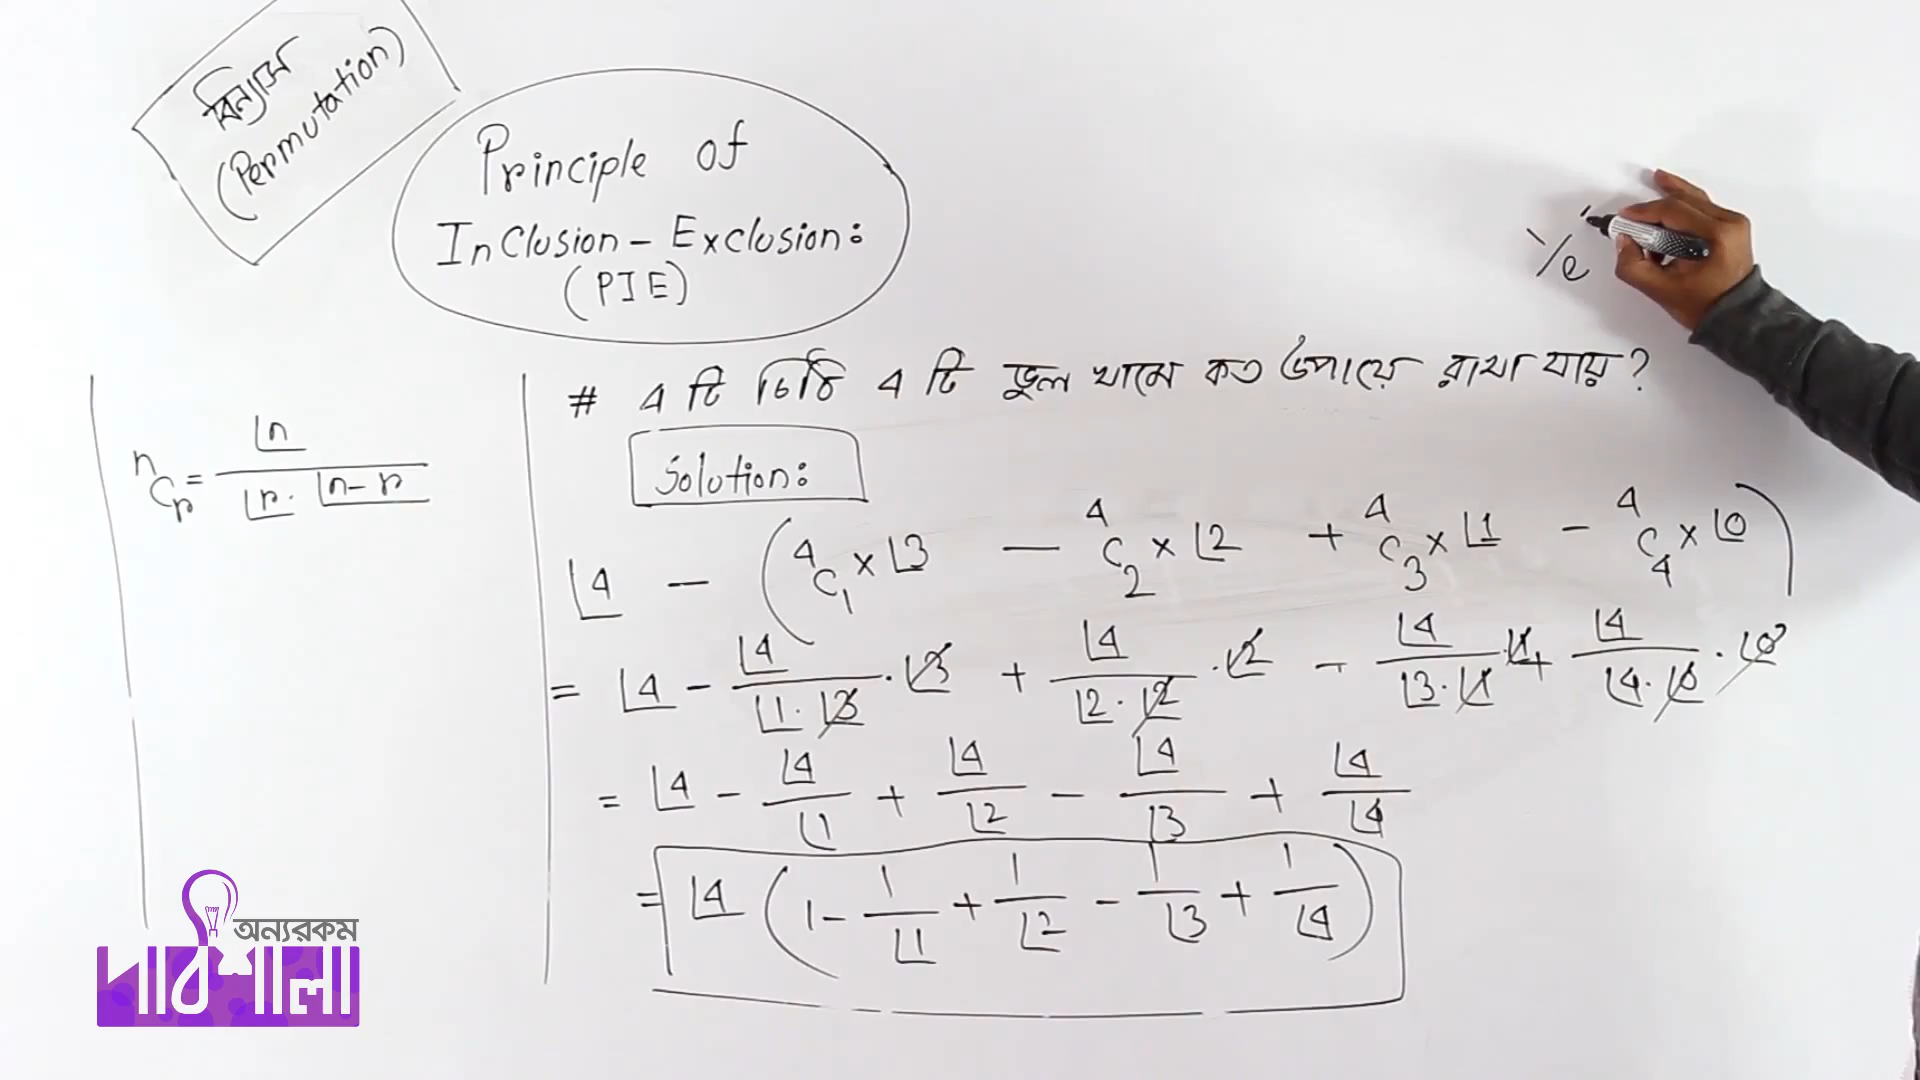 বিন্যাস
(Permutation)
Principle of
Inclusion - Exclusion:
(PIE)
1/e
# 4 টি চিঠি 4 টি ভুল খামে কত উপায়ে রাখা যায়?
Solution:
ⁿCᵣ = ∟n / (∟r · ∟n-r)
∟4 - (⁴C₁ × ∟3 - ⁴C₂ × ∟2 + ⁴C₃ × ∟1 - ⁴C₄ × ∟0)
= ∟4 - ∟4/(∟1 · ∟3) · ∟3 + ∟4/(∟2 · ∟2) · ∟2 - ∟4/(∟3 · ∟1) · ∟1 + ∟4/(∟4 · ∟0) · ∟0
= ∟4 - ∟4/∟1 + ∟4/∟2 - ∟4/∟3 + ∟4/∟4
= ∟4 (1 - 1/∟1 + 1/∟2 - 1/∟3 + 1/∟4)
অন্যরকম
পাঠশালা